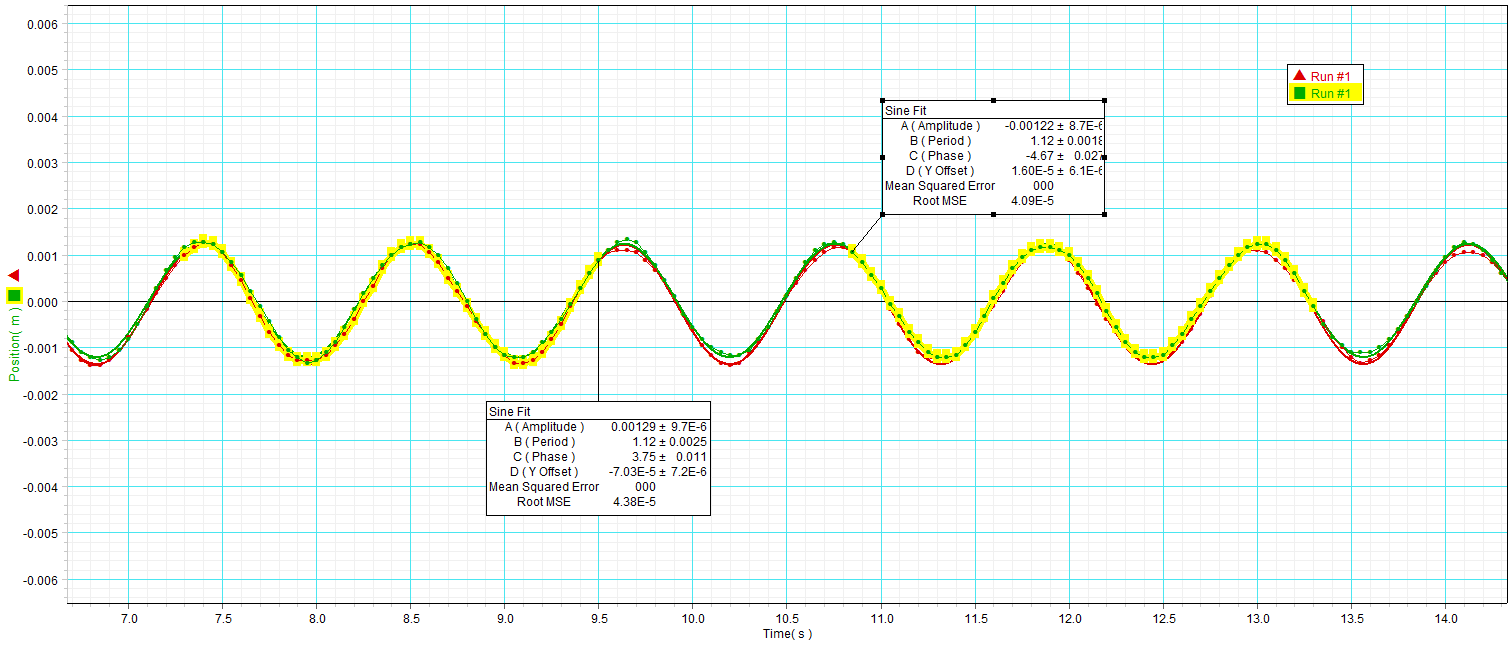 0.006
0.005
0.004
0.003
0.002
0.001
0.000
-0.001
-0.002
-0.003
-0.004
-0.005
-0.006
Position( m )
Run #1
Run #1
Sine Fit
A ( Amplitude ) -0.00122 ± 8.7E-6
B ( Period ) 1.12 ± 0.0018
C ( Phase ) -4.67 ± 0.027
D ( Y Offset ) 1.60E-5 ± 6.1E-6
Mean Squared Error 000
Root MSE 4.09E-5
Sine Fit
A ( Amplitude ) 0.00129 ± 9.7E-6
B ( Period ) 1.12 ± 0.0025
C ( Phase ) 3.75 ± 0.011
D ( Y Offset ) -7.03E-5 ± 7.2E-6
Mean Squared Error 000
Root MSE 4.38E-5
7.0 7.5 8.0 8.5 9.0 9.5 10.0 10.5 11.0 11.5 12.0 12.5 13.0 13.5 14.0
Time( s )